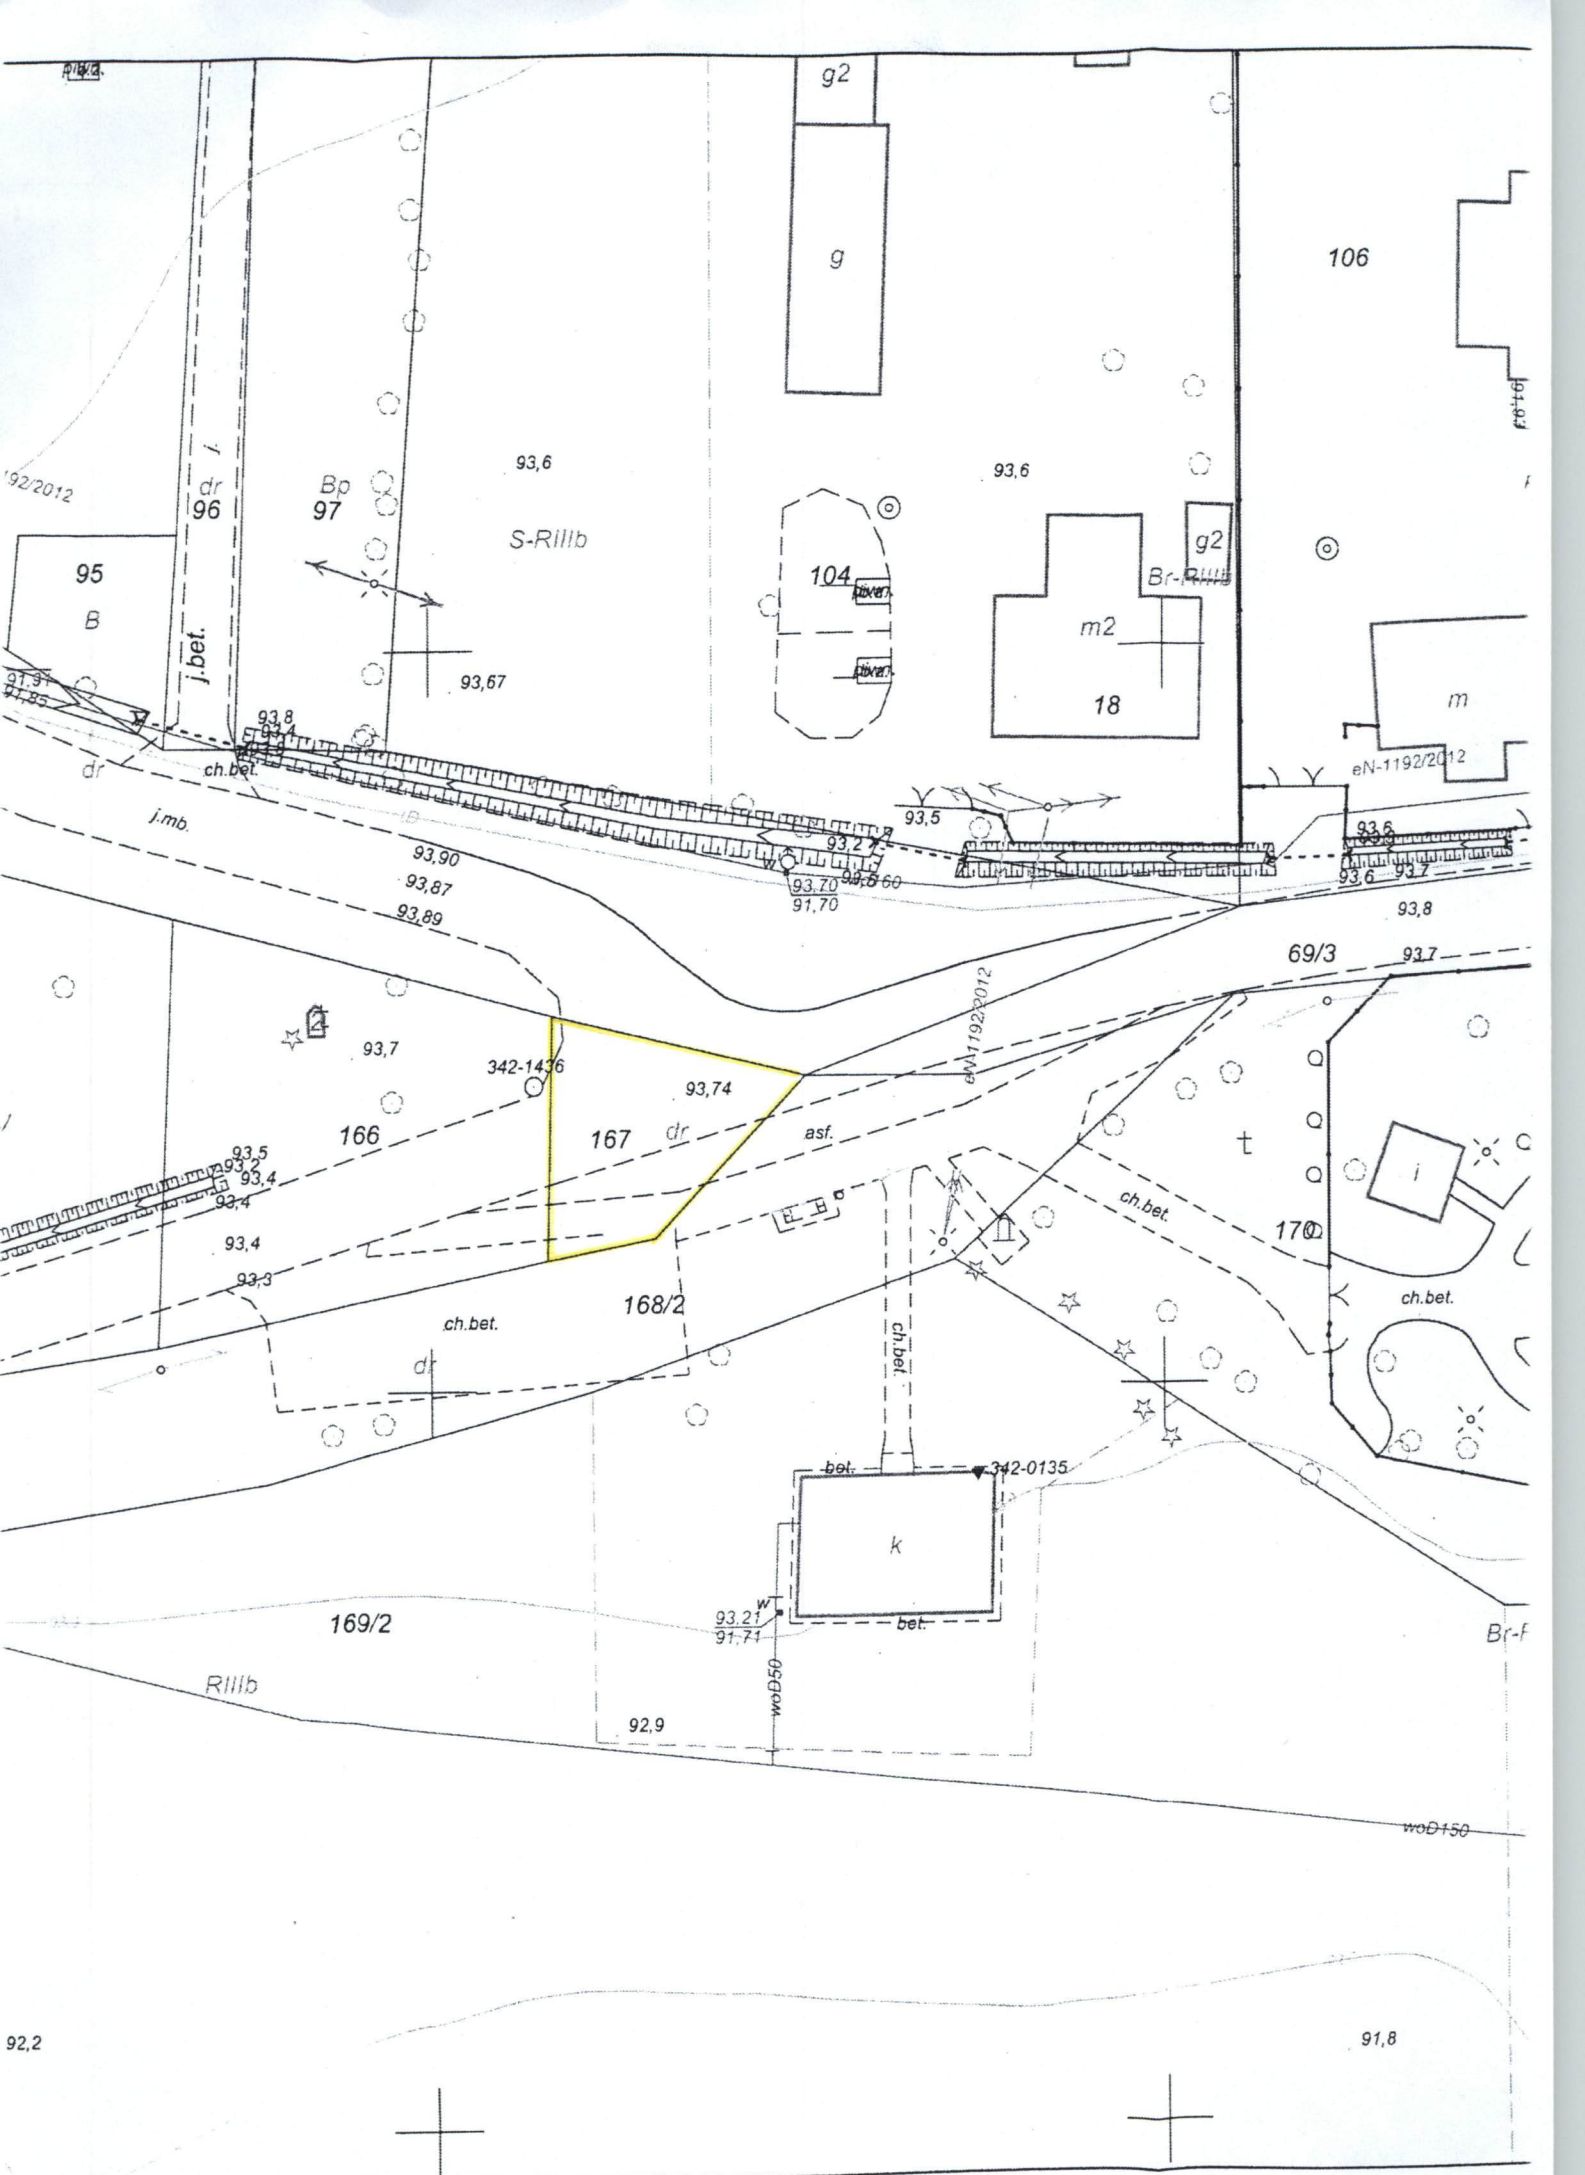 g2
g
106
192/2012
93,6
93,6
dr
j.
96
Bp
97
S-RIIIb
95
B
104
g2
Br-RIIIb
m2
18
m
j.bet.
93,67
91,91
91,85
93,8
93,4
dr
ch.bet.
j.mb.
eN-1192/2012
93,5
93,2
93,6
93,6
93,7
w
93,70
91,70
93,90
93,87
93,89
93,8
69/3
93,7
eN-1192/2012
93,7
342-1436
93,74
166
167
dr
asf.
t
i
93,5
93,2
93,4
93,4
93,4
93,3
ch.bet.
170
168/2
ch.bet.
ch.bet.
dr
ch.bet.
bet.
342-0135
k
w
93,21
91,71
bet.
169/2
RIIIb
woD50
92,9
Br-F
woD150
92,2
91,8